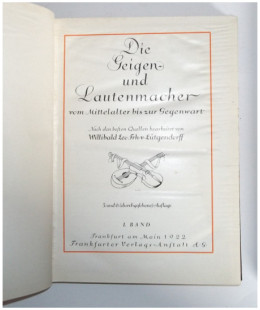 Die
Geigen-
und
Lautenmacher
vom Mittelalter bis zur Gegenwart
Nach den besten Quellen bearbeitet von
Willibald Leo Frh. v. Lütgendorff
I. BAND
Frankfurt am Main 1922
Frankfurter Verlags-Anstalt A.G.